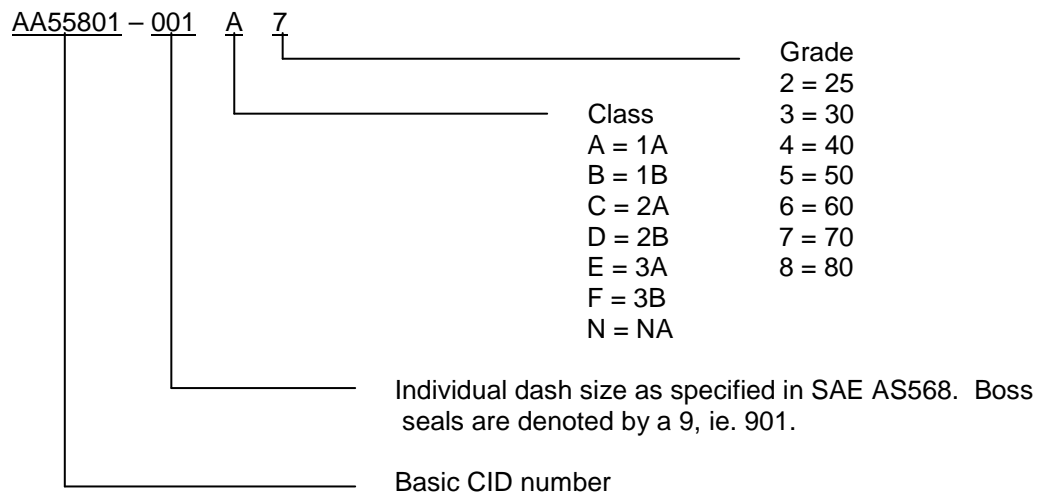 AA55801 – 001 A 7
Grade
2 = 25
3 = 30
4 = 40
5 = 50
6 = 60
7 = 70
8 = 80
Class
A = 1A
B = 1B
C = 2A
D = 2B
E = 3A
F = 3B
N = NA
Individual dash size as specified in SAE AS568. Boss
seals are denoted by a 9, ie. 901.
Basic CID number